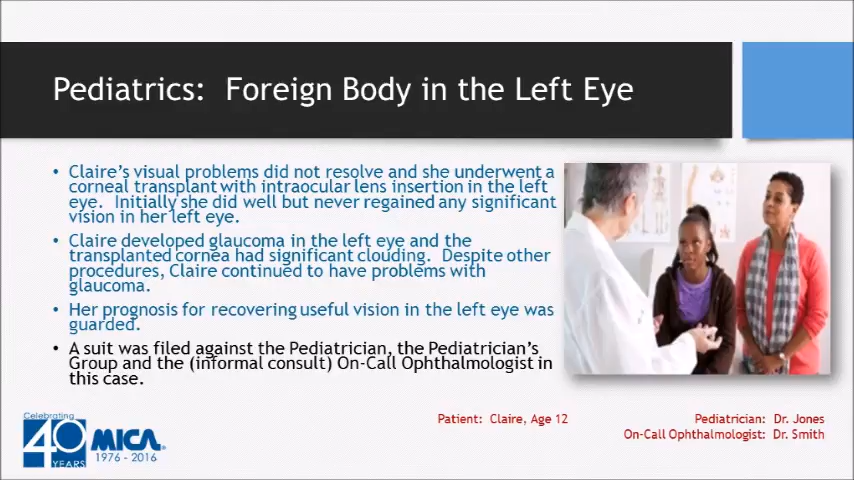 Pediatrics: Foreign Body in the Left Eye
• Claire's visual problems did not resolve and she underwent a
corneal transplant with intraocular lens insertion in the left
eye. Initially she did well but never regained any significant
vision in her left eye.
• Claire developed glaucoma in the left eye and the
transplanted cornea had significant clouding. Despite other
procedures, Claire continued to have problems with
glaucoma.
• Her prognosis for recovering useful vision in the left eye was
guarded.
• A suit was filed against the Pediatrician, the Pediatrician's
Group and the (informal consult) On-Call Ophthalmologist in
this case.
Patient: Claire, Age 12
Pediatrician: Dr. Jones
On-Call Ophthalmologist: Dr. Smith
Celebrating
40 MICA®
YEARS 1976 - 2016